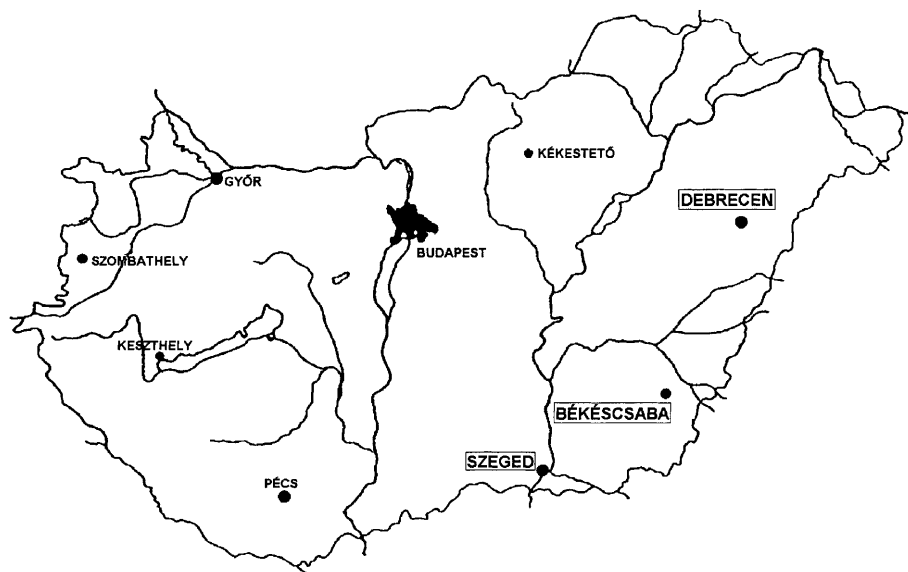 KÉKESTETŐ
GYŐR
DEBRECEN
BUDAPEST
SZOMBATHELY
KESZTHELY
BÉKÉSCSABA
SZEGED
PÉCS